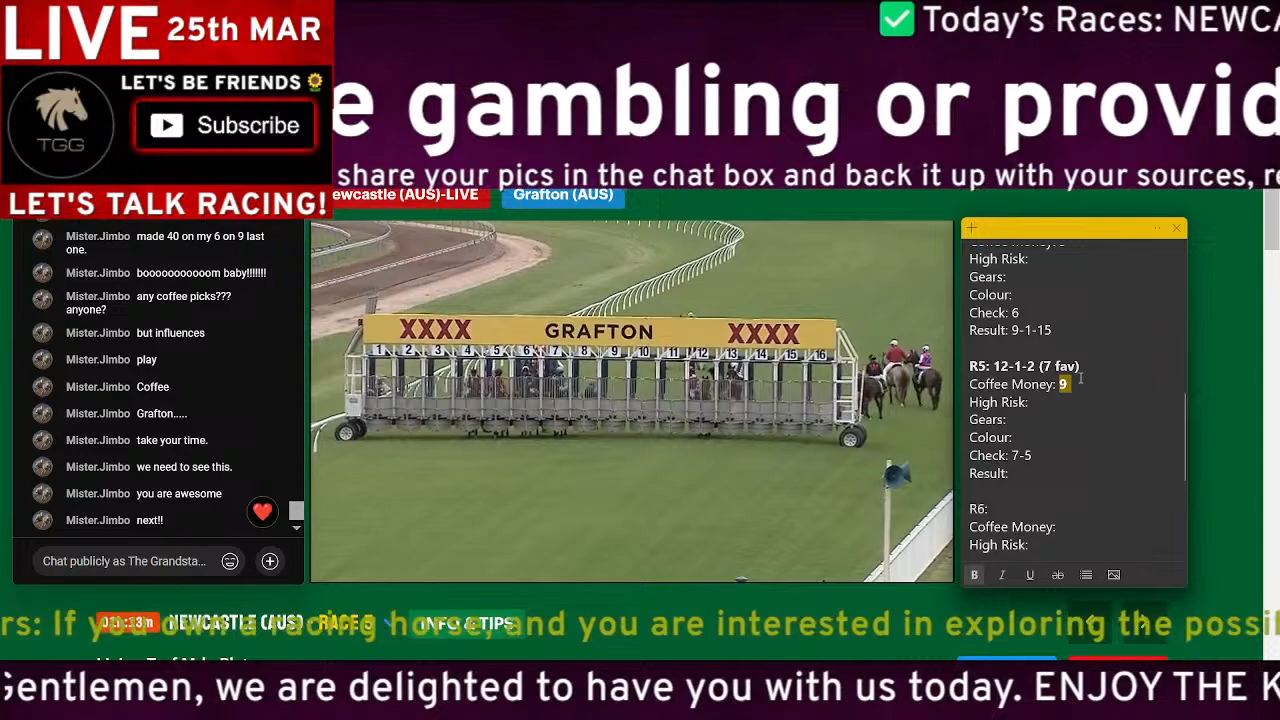 LIVE 25th MAR
✅ Today's Races: NEWCA
LET'S BE FRIENDS 🌻
TGG
Subscribe
e gambling or provid
share your pics in the chat box and back it up with your sources, re
LET'S TALK RACING!
ewcastle (AUS)-LIVE
Grafton (AUS)
Mister.Jimbo made 40 on my 6 on 9 last
one.
Mister.Jimbo booooooooooom baby!!!!!!!
Mister.Jimbo any coffee picks???
anyone?
Mister.Jimbo but influences
Mister.Jimbo play
Mister.Jimbo Coffee
Mister.Jimbo Grafton.....
Mister.Jimbo take your time.
Mister.Jimbo we need to see this.
Mister.Jimbo you are awesome
Mister.Jimbo next!!
Chat publicly as The Grandsta...
XXXX GRAFTON XXXX
1 2 3 4 5 6 7 8 9 10 11 12 13 14 15 16
High Risk:
Gears:
Colour:
Check: 6
Result: 9-1-15
R5: 12-1-2 (7 fav)
Coffee Money: 9
High Risk:
Gears:
Colour:
Check: 7-5
Result:
R6:
Coffee Money:
High Risk:
B I U ab
NEWCASTLE (AUS) - RACE 5
INFO & TIPS
rs: If you own a racing horse, and you are interested in exploring the possil
Gentlemen, we are delighted to have you with us today. ENJOY THE K